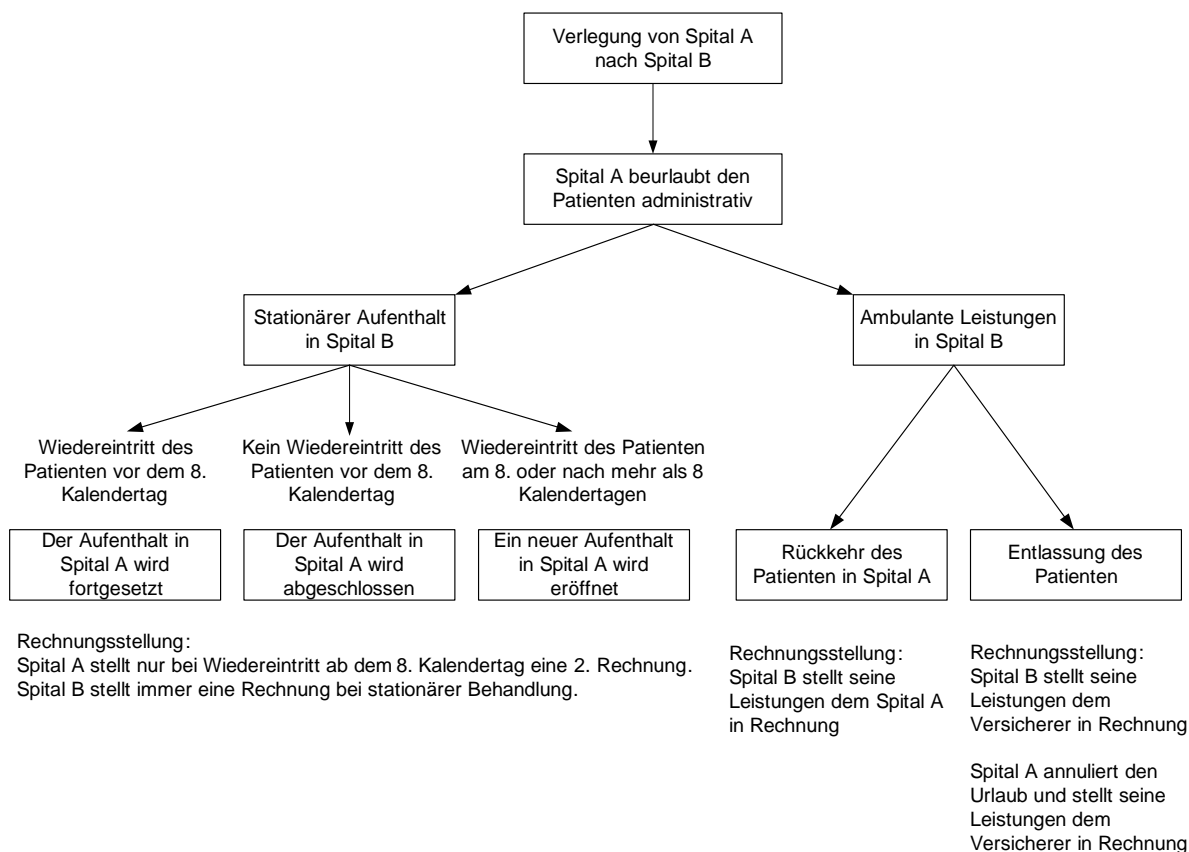 Verlegung von Spital A
nach Spital B
Spital A beurlaubt den
Patienten administrativ
Stationärer Aufenthalt
in Spital B
Ambulante Leistungen
in Spital B
Wiedereintritt des
Patienten vor dem 8.
Kalendertag
Kein Wiedereintritt des
Patienten vor dem 8.
Kalendertag
Wiedereintritt des Patienten
am 8. oder nach mehr als 8
Kalendertagen
Der Aufenthalt in
Spital A wird
fortgesetzt
Der Aufenthalt in
Spital A wird
abgeschlossen
Ein neuer Aufenthalt
in Spital A wird
eröffnet
Rückkehr des
Patienten in Spital A
Entlassung des
Patienten
Rechnungsstellung:
Spital A stellt nur bei Wiedereintritt ab dem 8. Kalendertag eine 2. Rechnung.
Spital B stellt immer eine Rechnung bei stationärer Behandlung.
Rechnungsstellung:
Spital B stellt seine
Leistungen dem Spital A
in Rechnung
Rechnungsstellung:
Spital B stellt seine
Leistungen dem
Versicherer in Rechnung
Spital A annuliert den
Urlaub und stellt seine
Leistungen dem
Versicherer in Rechnung